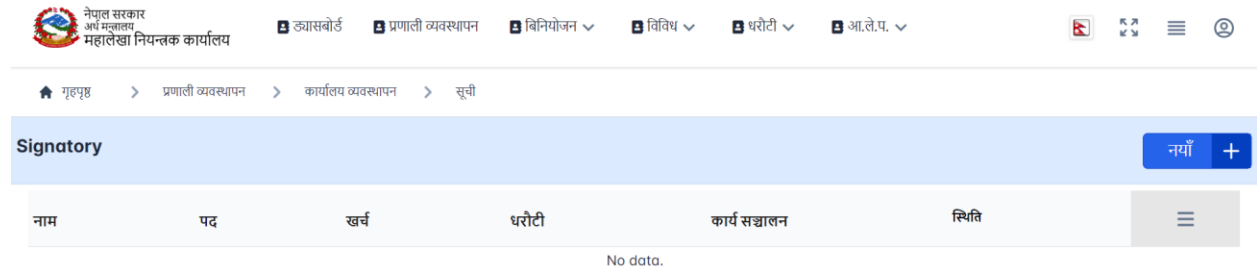 नेपाल सरकार
अर्थ मन्त्रालय
महालेखा नियन्त्रक कार्यालय
ड्यासबोर्ड प्रणाली व्यवस्थापन बिनियोजन विविध धरौटी आ.ले.प.
गृहपृष्ठ > प्रणाली व्यवस्थापन > कार्यालय व्यवस्थापन > सूची
Signatory
नयाँ +
नाम पद खर्च धरौटी कार्य सञ्चालन स्थिति
No data.